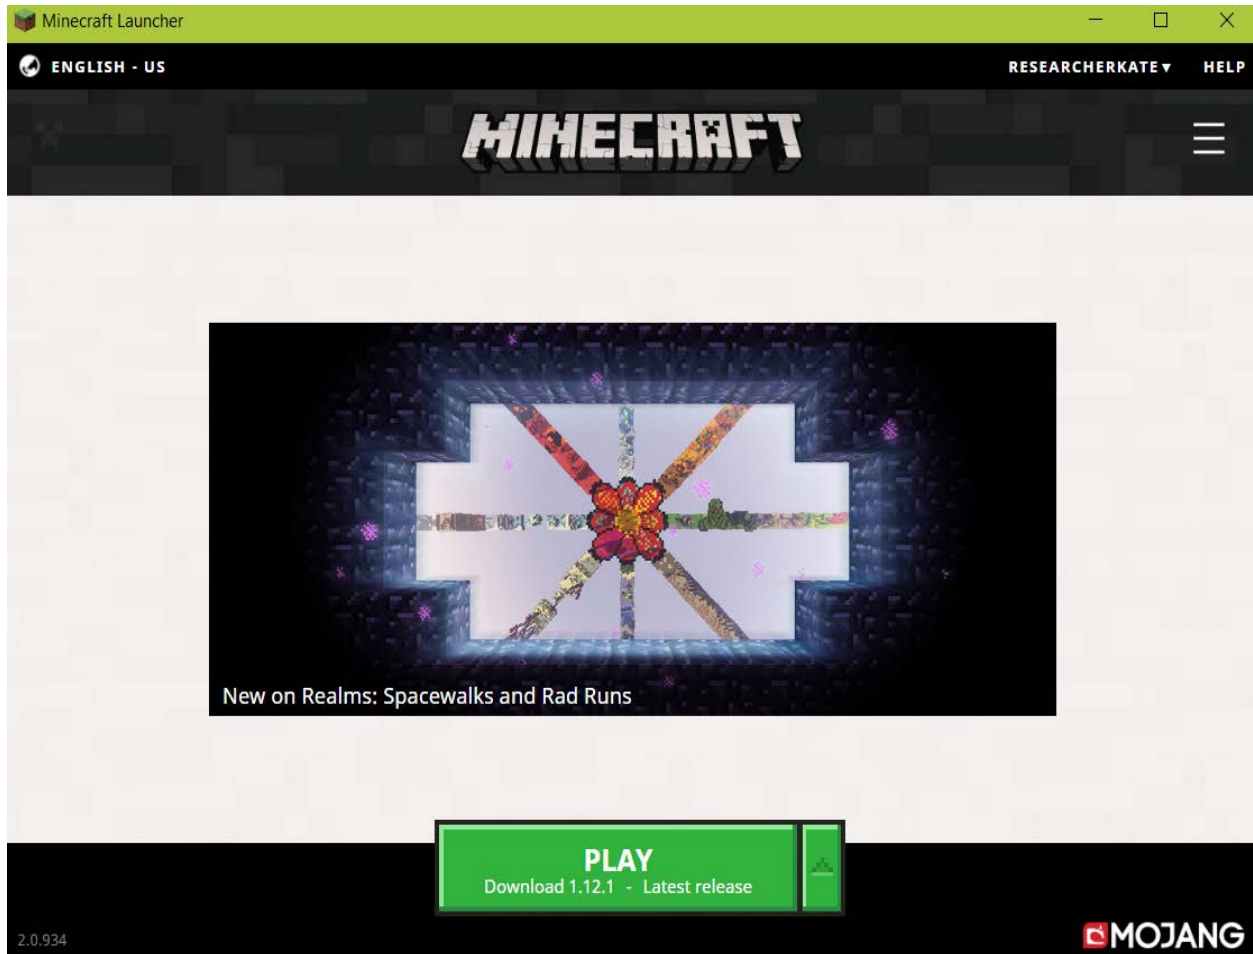 Minecraft Launcher
ENGLISH - US
RESEARCHERKATE▼ HELP
MINECRAFT
New on Realms: Spacewalks and Rad Runs
PLAY
Download 1.12.1 - Latest release
2.0.934
MOJANG